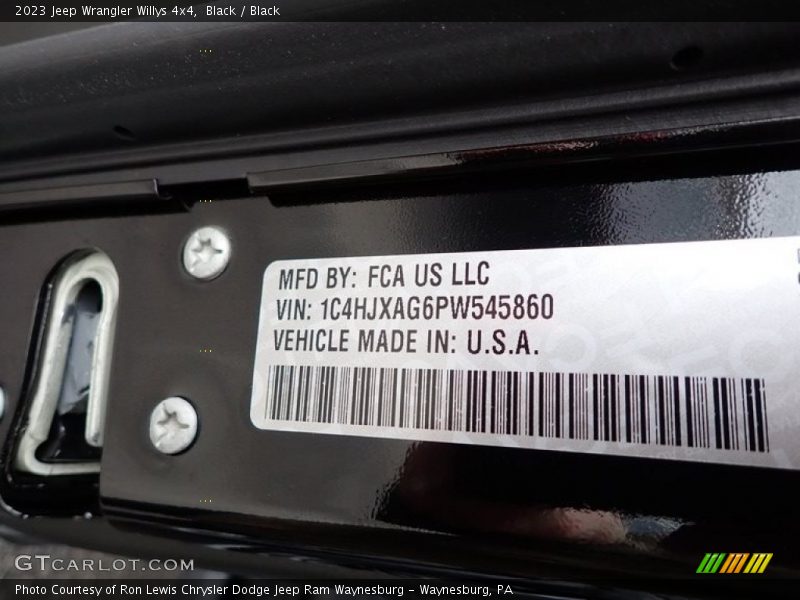 2023 Jeep Wrangler Willys 4x4, Black / Black
MFD BY: FCA US LLC
VIN: 1C4HJXAG6PW545860
VEHICLE MADE IN: U.S.A.
GTCARLOT.COM
Photo Courtesy of Ron Lewis Chrysler Dodge Jeep Ram Waynesburg - Waynesburg, PA